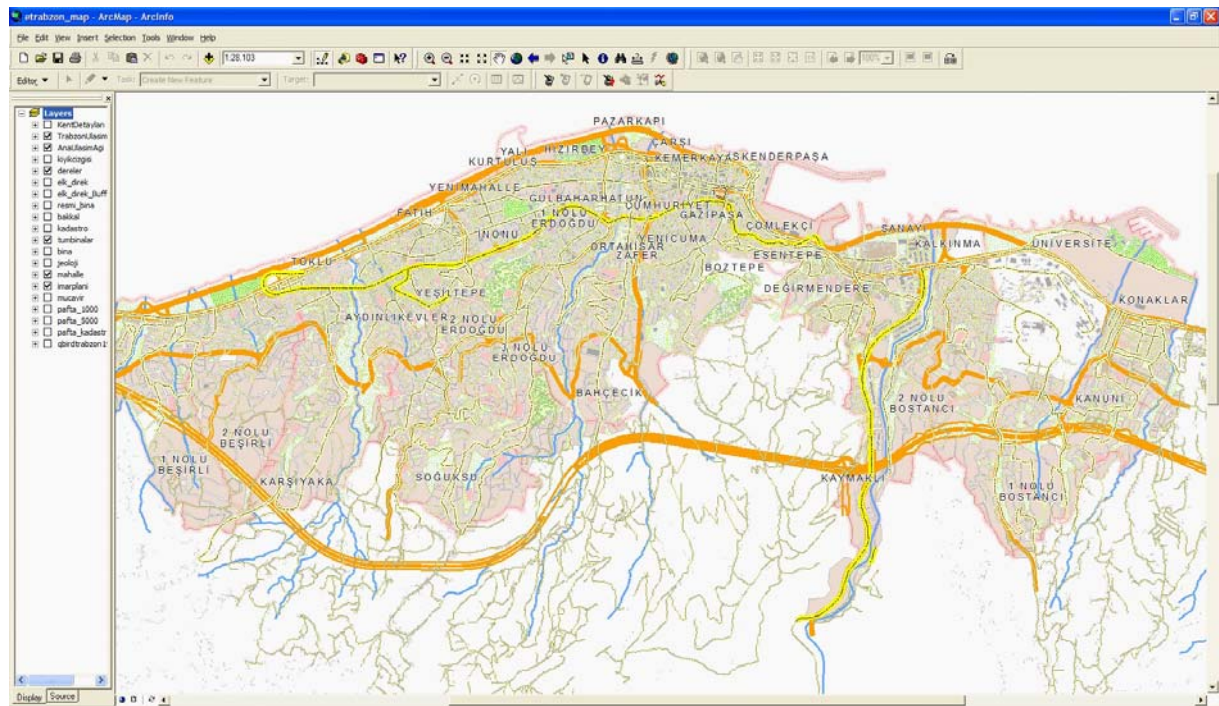 etrabzon_map - ArcMap - ArcInfo
File Edit View Insert Selection Tools Window Help
1:28.103
100%
Editor Task: Create New Feature Target:
Layers
KentDetayları
TrabzonUlasim
AnaUlasimAgi
kiyikizgisi
dereler
elk_direk
elk_direk_Buff
resmi_bina
bakkal
kadastro
tumbinalar
bina
jeoloji
mahalle
imarplani
mucavir
pafta_1000
pafta_5000
pafta_kadastr
qbirdtrabzon1
Display Source
PAZARKAPI
ÇARŞI
YALI HIZIRBEY
KURTULUŞ
KEMERKAYA
İSKENDERPAŞA
YENİMAHALLE
GÜLBAHARHATUN
CUMHURİYET
FATİH
1 NOLU
ERDOĞDU
GAZİPAŞA
ÇÖMLEKÇİ
SANAYİ
İNÖNÜ
ORTAHİSAR
YENİCUMA
ZAFER
KALKINMA
ÜNİVERSİTE
TOKLU
ESENTEPE
BOZTEPE
DEĞİRMENDERE
YEŞİLTEPE
KONAKLAR
AYDINLIKEVLER
2 NOLU
ERDOĞDU
3 NOLU
ERDOĞDU
BAHÇECİK
2 NOLU
BOSTANCI
KANUNİ
2 NOLU
BEŞİRLİ
1 NOLU
BEŞİRLİ
KARŞIYAKA
SOĞUKSU
KAYMAKLI
1 NOLU
BOSTANCI